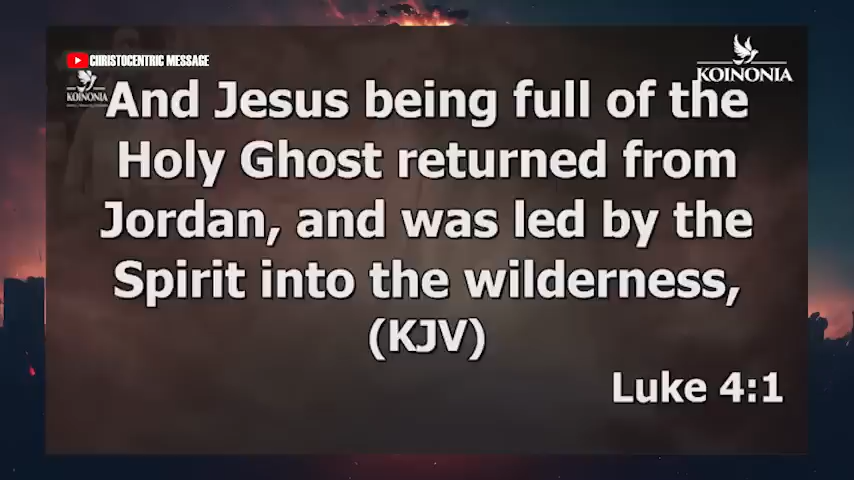 CHRISTOCENTRIC MESSAGE
KOINONIA
KOINONIA
And Jesus being full of the
Holy Ghost returned from
Jordan, and was led by the
Spirit into the wilderness,
(KJV)
Luke 4:1